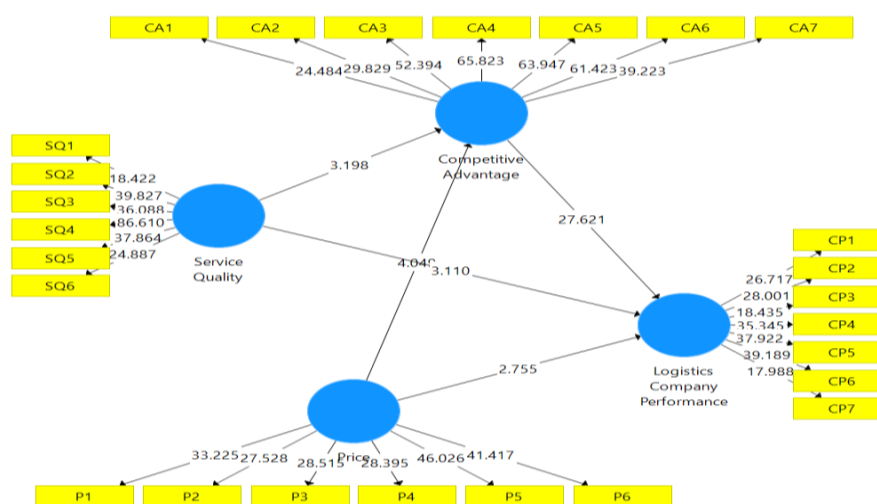 CA1 CA2 CA3 CA4 CA5 CA6 CA7
24.484 29.829 52.394 65.823 63.947 61.423 39.223
Competitive
Advantage
SQ1
SQ2
SQ3
SQ4
SQ5
SQ6
18.422
39.827
36.088
86.610
37.864
24.887
Service
Quality
3.198
27.621
3.110
2.755
CP1
CP2
CP3
CP4
CP5
CP6
CP7
26.717
28.001
18.435
35.345
37.922
39.189
17.988
Logistics
Company
Performance
Price
33.225 27.528 28.515 28.395 46.026 41.417
P1 P2 P3 P4 P5 P6